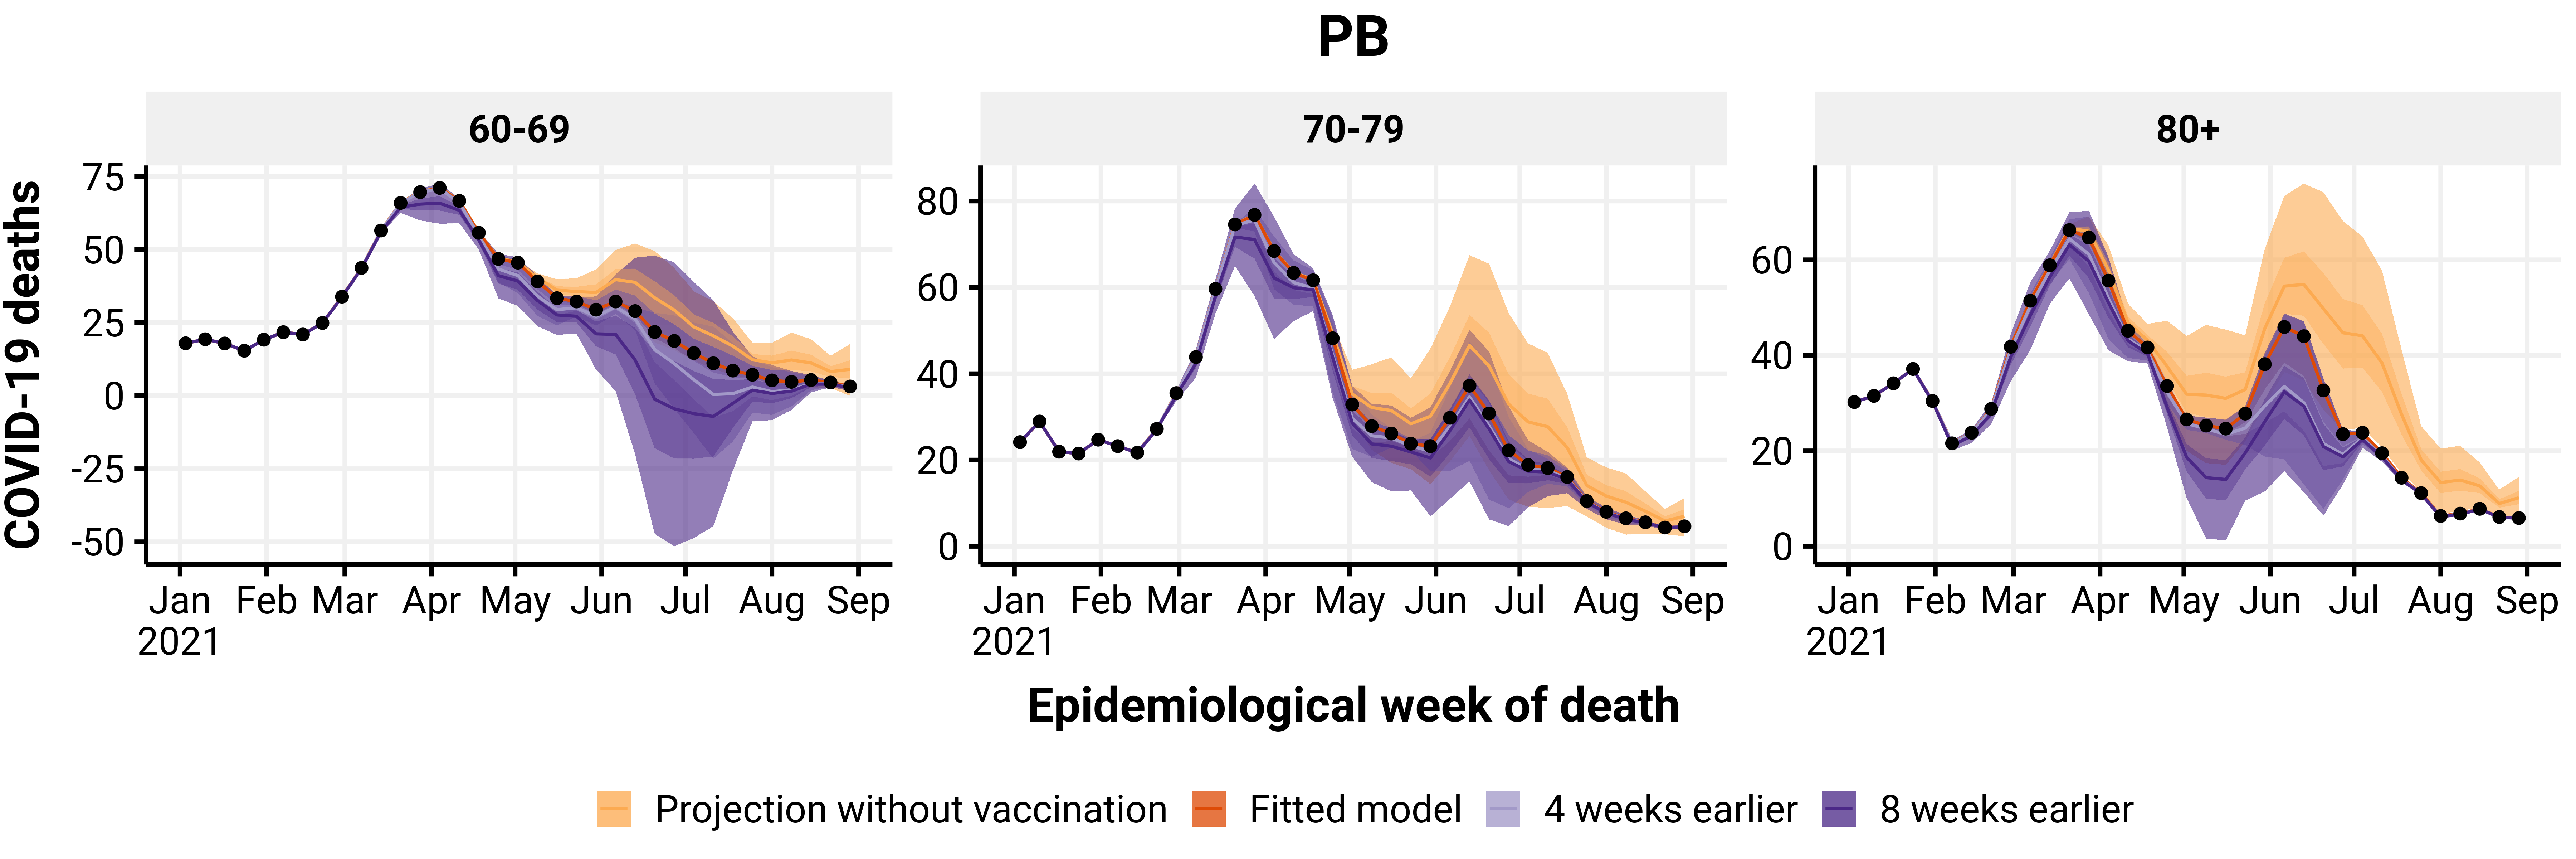 PB
60-69
70-79
80+
COVID-19 deaths
75
50
25
0
-25
-50
80
60
40
20
0
60
40
20
0
Jan Feb Mar Apr May Jun Jul Aug Sep
2021
Jan Feb Mar Apr May Jun Jul Aug Sep
2021
Jan Feb Mar Apr May Jun Jul Aug Sep
2021
Epidemiological week of death
Projection without vaccination
Fitted model
4 weeks earlier
8 weeks earlier